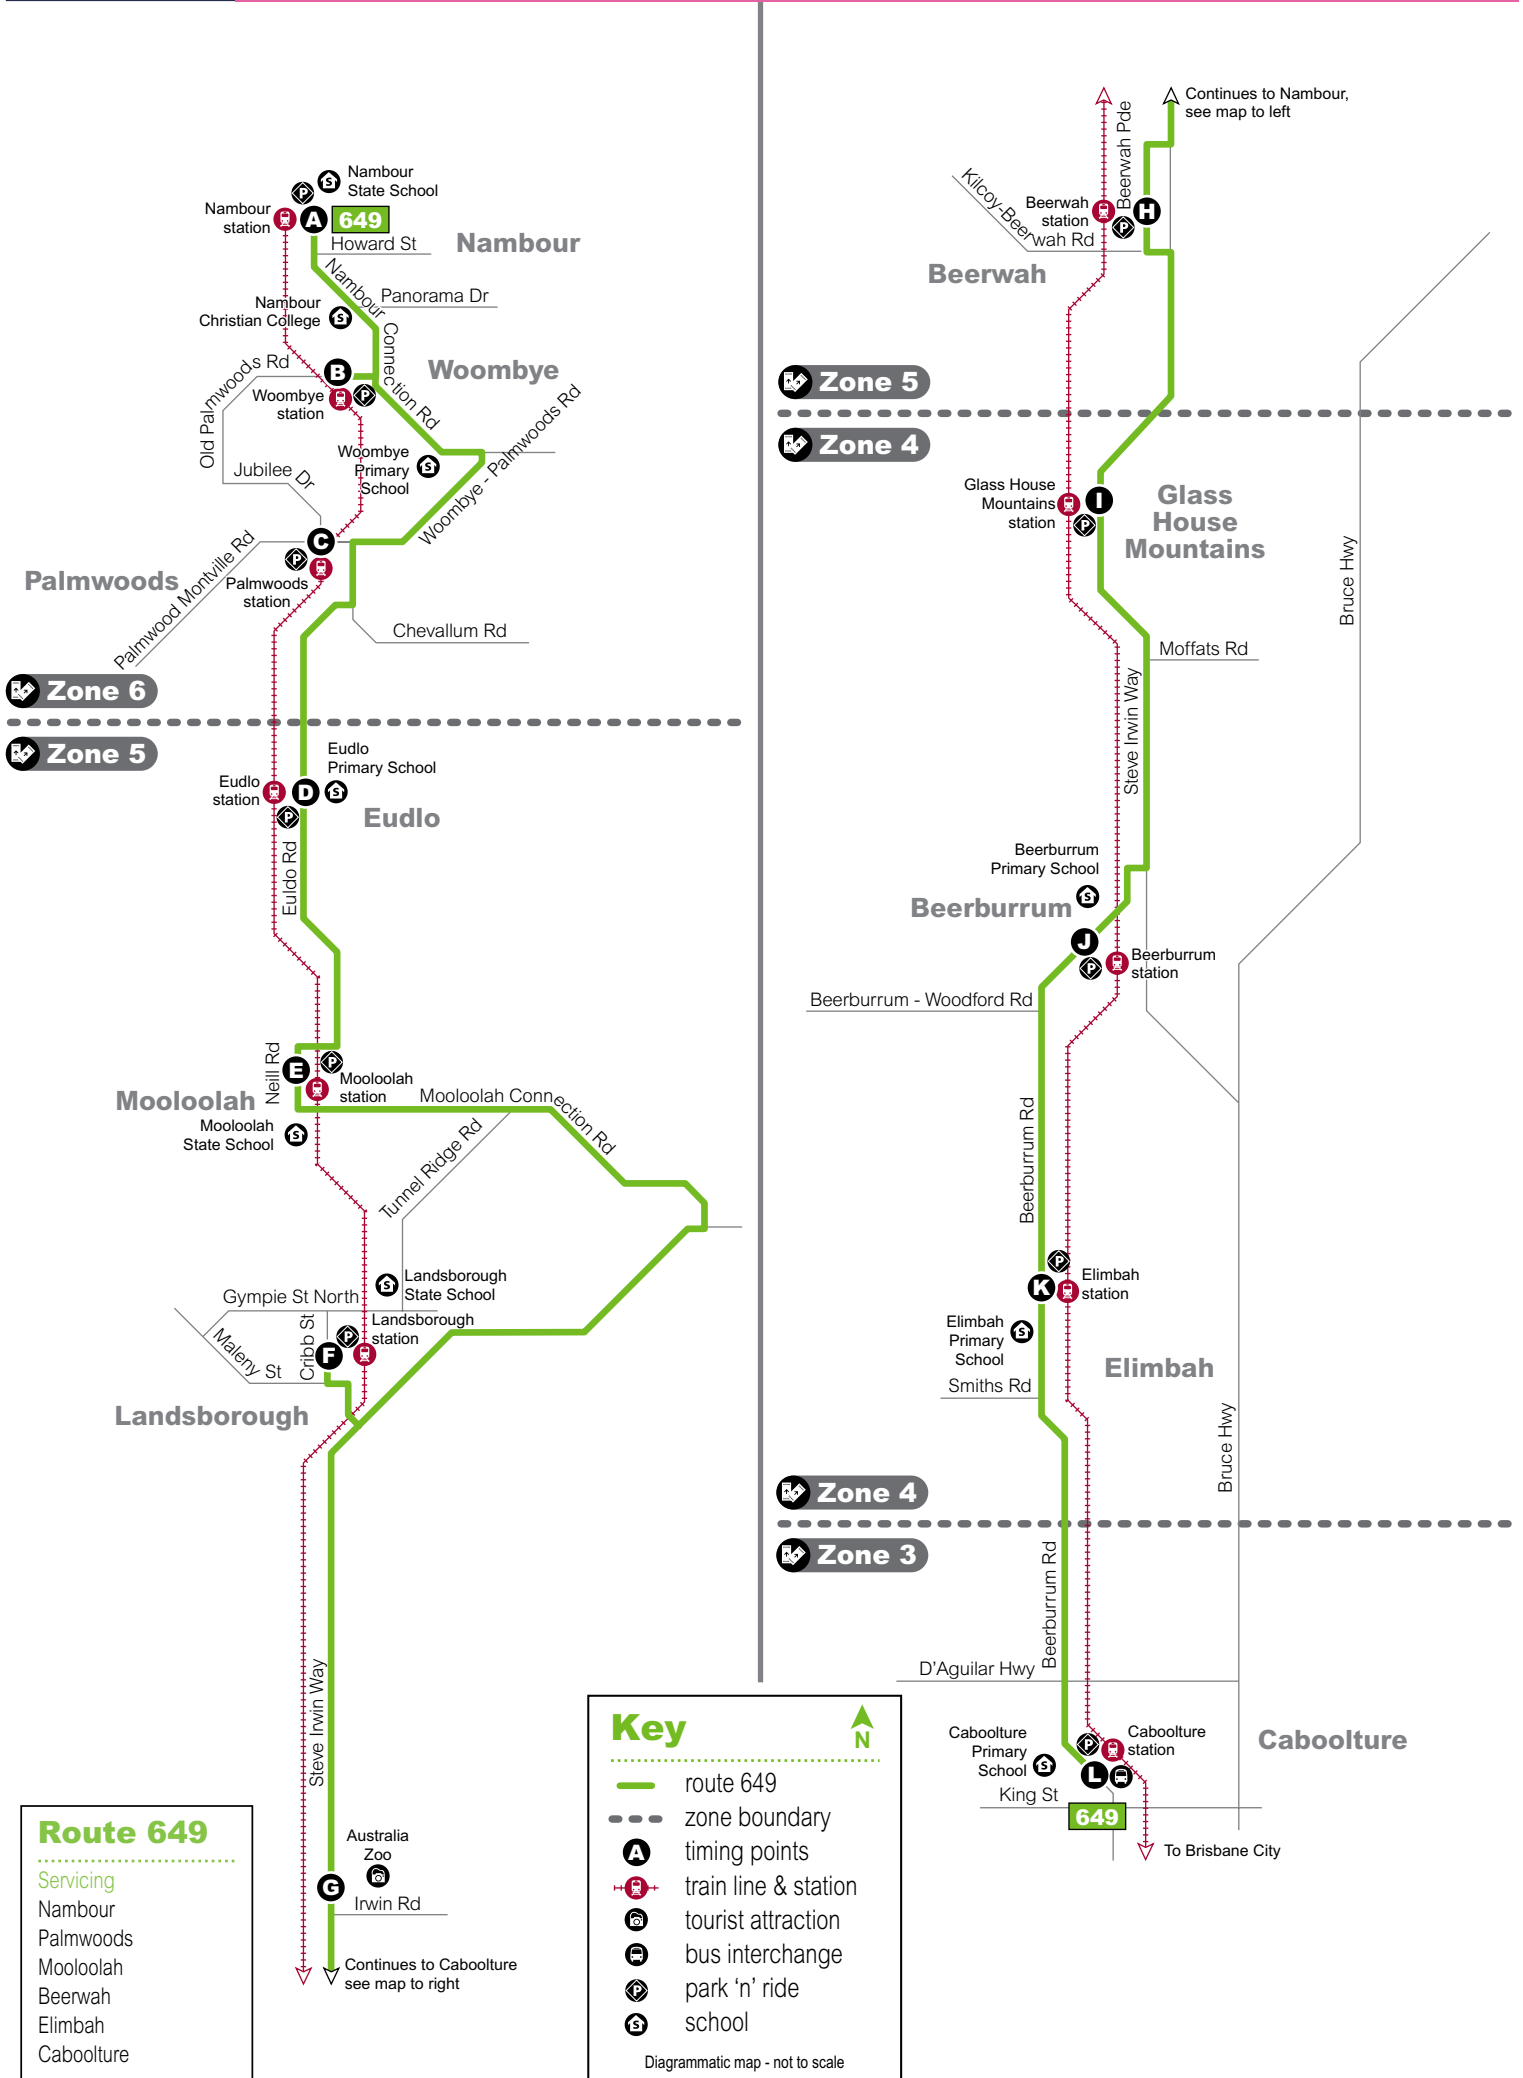 Nambour
State School
Nambour
station
A
649
Howard St
Nambour
Nambour Connection Rd
Panorama Dr
Nambour
Christian College
Old Palmwoods Rd
B
Woombye
Woombye
station
Woombye
Primary
School
Woombye - Palmwoods Rd
Jubilee Dr
C
Palmwood Montville Rd
Palmwoods
Palmwoods
station
Chevallum Rd
Zone 6
Zone 5
Eudlo
Primary School
Eudlo
station
D
Eudlo
Euldo Rd
Neill Rd
E
Mooloolah
station
Mooloolah
Mooloolah Connection Rd
Mooloolah
State School
Tunnel Ridge Rd
Landsborough
State School
Gympie St North
Landsborough
station
Cribb St
F
Maleny St
Landsborough
Steve Irwin Way
Australia
Zoo
G
Irwin Rd
Continues to Caboolture
see map to right
Route 649
Servicing
Nambour
Palmwoods
Mooloolah
Beerwah
Elimbah
Caboolture
Key
N
route 649
zone boundary
A
timing points
train line & station
tourist attraction
bus interchange
P
park ‘n’ ride
S
school
Diagrammatic map - not to scale
Continues to Nambour,
see map to left
Beerwah Pde
Kilcoy-Beerwah Rd
Beerwah
station
H
Beerwah
Zone 5
Zone 4
Glass House
Mountains
station
I
Glass
House
Mountains
Bruce Hwy
Moffats Rd
Steve Irwin Way
Beerburrum
Primary School
Beerburrum
J
Beerburrum
station
Beerburrum - Woodford Rd
Beerburrum Rd
K
Elimbah
station
Elimbah
Primary
School
Elimbah
Smiths Rd
Bruce Hwy
Zone 4
Zone 3
Beerburrum Rd
D'Aguilar Hwy
Caboolture
Primary
School
Caboolture
station
Caboolture
L
King St
649
To Brisbane City